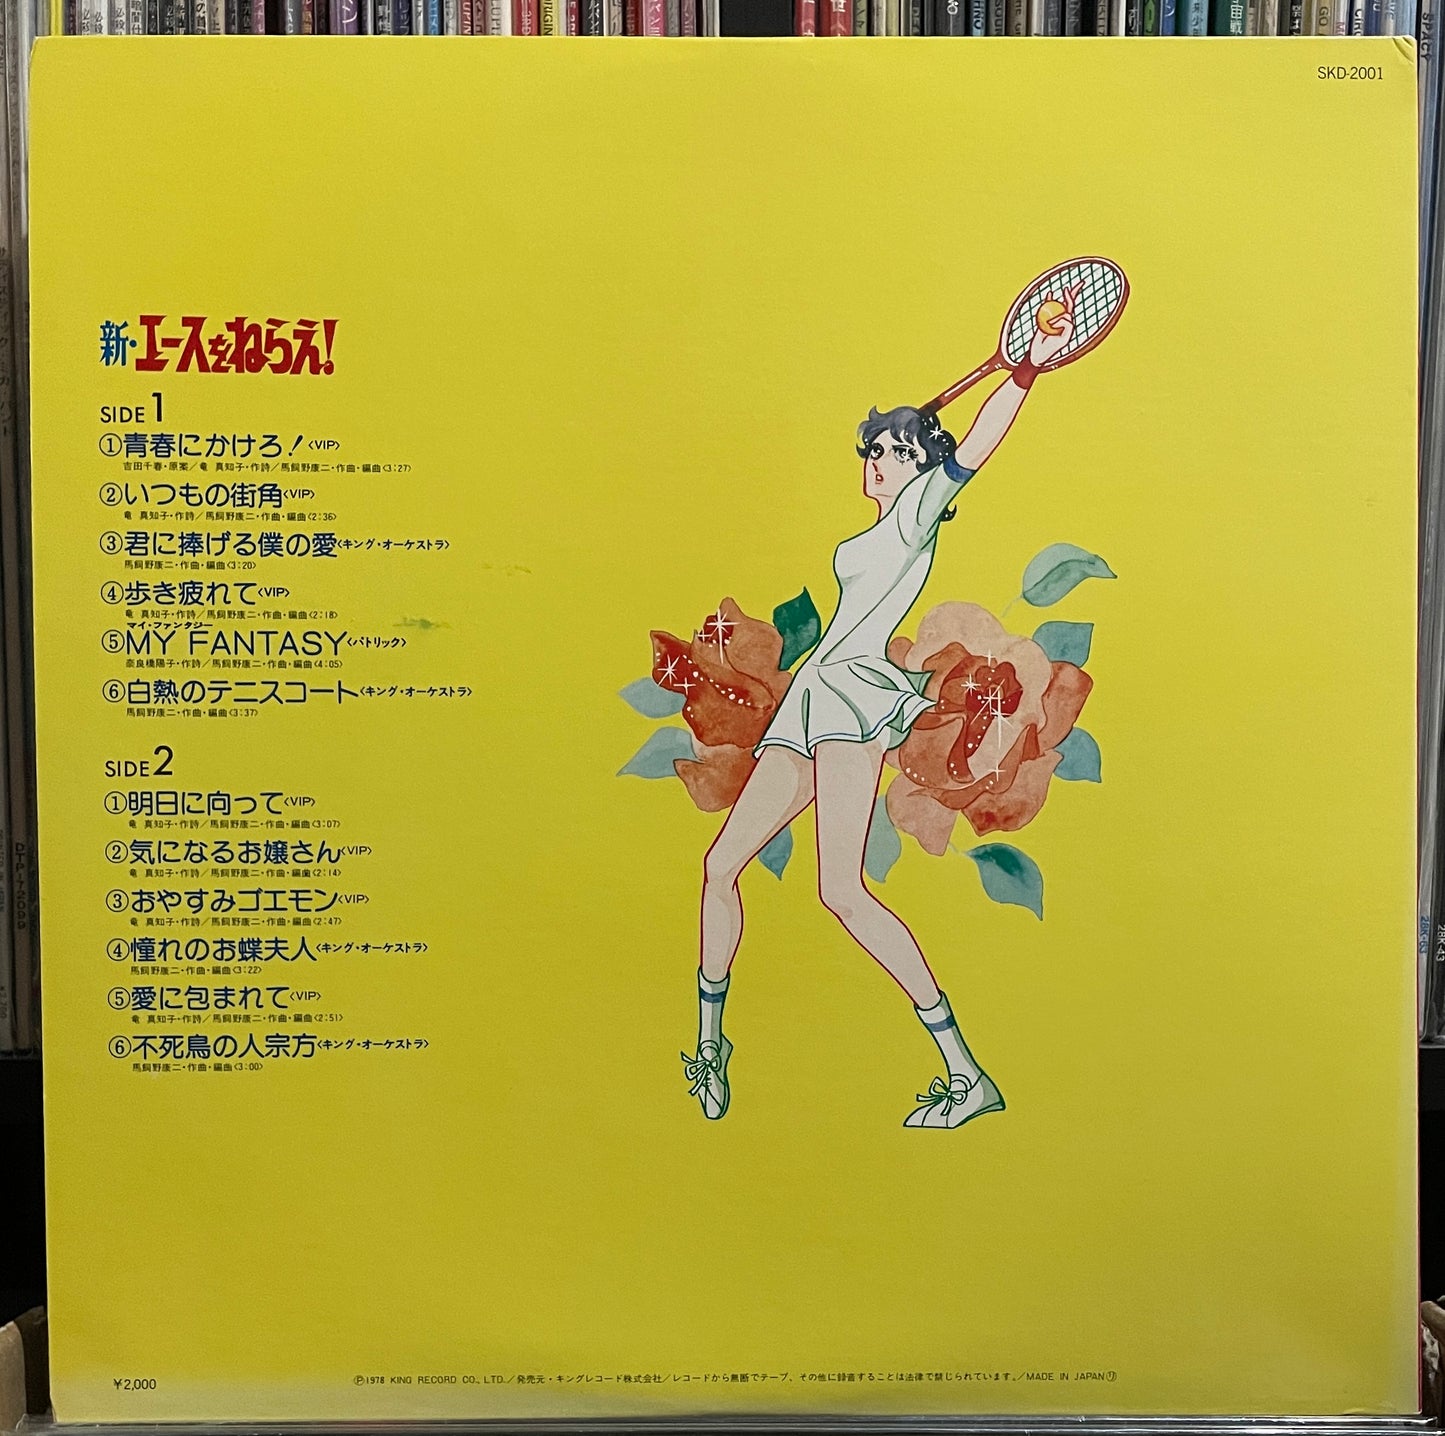 SKD-2001
新・エースをねらえ!
SIDE 1
①青春にかけろ!〈VIP〉
吉田千春・原案/竜 真知子・作詩/馬飼野康二・作曲・編曲〈3:27〉
②いつもの街角〈VIP〉
竜 真知子・作詩/馬飼野康二・作曲・編曲〈2:36〉
③君に捧げる僕の愛〈キング・オーケストラ〉
馬飼野康二・作曲・編曲〈3:20〉
④歩き疲れて〈VIP〉
竜 真知子・作詩/馬飼野康二・作曲・編曲〈2:18〉
マイ・ファンタジー
⑤MY FANTASY〈パトリック〉
奈良橋陽子・作詩/馬飼野康二・作曲・編曲〈4:05〉
⑥白熱のテニスコート〈キング・オーケストラ〉
馬飼野康二・作曲・編曲〈3:37〉
SIDE 2
①明日に向って〈VIP〉
竜 真知子・作詩/馬飼野康二・作曲・編曲〈3:07〉
②気になるお嬢さん〈VIP〉
竜 真知子・作詩/馬飼野康二・作曲・編曲〈2:14〉
③おやすみゴエモン〈VIP〉
竜 真知子・作詩/馬飼野康二・作曲・編曲〈2:47〉
④憧れのお蝶夫人〈キング・オーケストラ〉
馬飼野康二・作曲・編曲〈3:22〉
⑤愛に包まれて〈VIP〉
竜 真知子・作詩/馬飼野康二・作曲・編曲〈2:51〉
⑥不死鳥の人宗方〈キング・オーケストラ〉
馬飼野康二・作曲・編曲〈3:00〉
¥2,000
Ⓟ1978 KING RECORD CO., LTD./発売元・キングレコード株式会社/レコードから無断でテープ、その他に録音することは法律で禁じられています。/MADE IN JAPAN
DTP-72099
28K-43